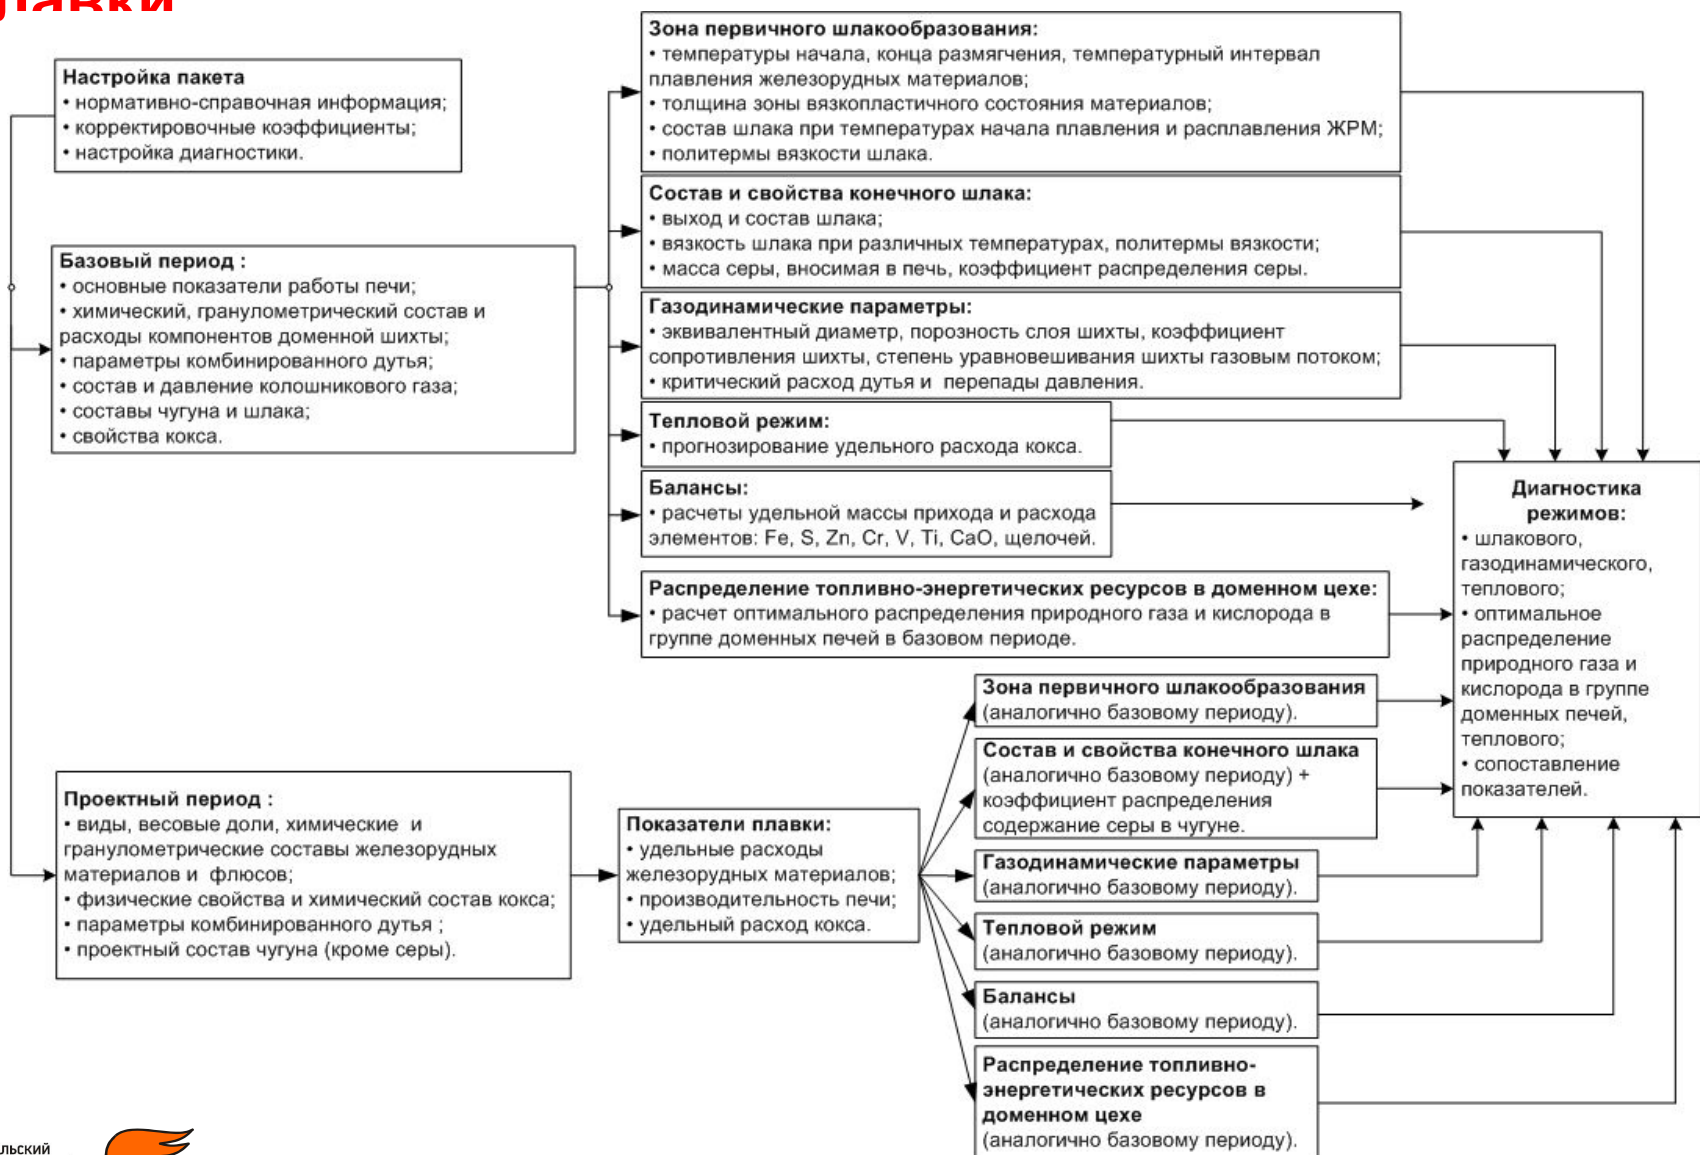 Настройка пакета
• нормативно-справочная информация;
• корректировочные коэффициенты;
• настройка диагностики.
Базовый период :
• основные показатели работы печи;
• химический, гранулометрический состав и
расходы компонентов доменной шихты;
• параметры комбинированного дутья;
• состав и давление колошникового газа;
• составы чугуна и шлака;
• свойства кокса.
Зона первичного шлакообразования:
• температуры начала, конца размягчения, температурный интервал
плавления железорудных материалов;
• толщина зоны вязкопластичного состояния материалов;
• состав шлака при температурах начала плавления и расплавления ЖРМ;
• политермы вязкости шлака.
Состав и свойства конечного шлака:
• выход и состав шлака;
• вязкость шлака при различных температурах, политермы вязкости;
• масса серы, вносимая в печь, коэффициент распределения серы.
Газодинамические параметры:
• эквивалентный диаметр, порозность слоя шихты, коэффициент
сопротивления шихты, степень уравновешивания шихты газовым потоком;
• критический расход дутья и перепады давления.
Тепловой режим:
• прогнозирование удельного расхода кокса.
Балансы:
• расчеты удельной массы прихода и расхода
элементов: Fe, S, Zn, Cr, V, Ti, CaO, щелочей.
Распределение топливно-энергетических ресурсов в доменном цехе:
• расчет оптимального распределения природного газа и кислорода в
группе доменных печей в базовом периоде.
Диагностика
режимов:
• шлакового,
газодинамического,
теплового;
• оптимальное
распределение
природного газа и
кислорода в группе
доменных печей,
теплового;
• сопоставление
показателей.
Проектный период :
• виды, весовые доли, химические и
гранулометрические составы железорудных
материалов и флюсов;
• физические свойства и химический состав кокса;
• параметры комбинированного дутья ;
• проектный состав чугуна (кроме серы).
Показатели плавки:
• удельные расходы
железорудных материалов;
• производительность печи;
• удельный расход кокса.
Зона первичного шлакообразования
(аналогично базовому периоду).
Состав и свойства конечного шлака
(аналогично базовому периоду) +
коэффициент распределения
содержание серы в чугуне.
Газодинамические параметры
(аналогично базовому периоду).
Тепловой режим
(аналогично базовому периоду).
Балансы
(аналогично базовому периоду).
Распределение топливно-
энергетических ресурсов в
доменном цехе
(аналогично базовому периоду).